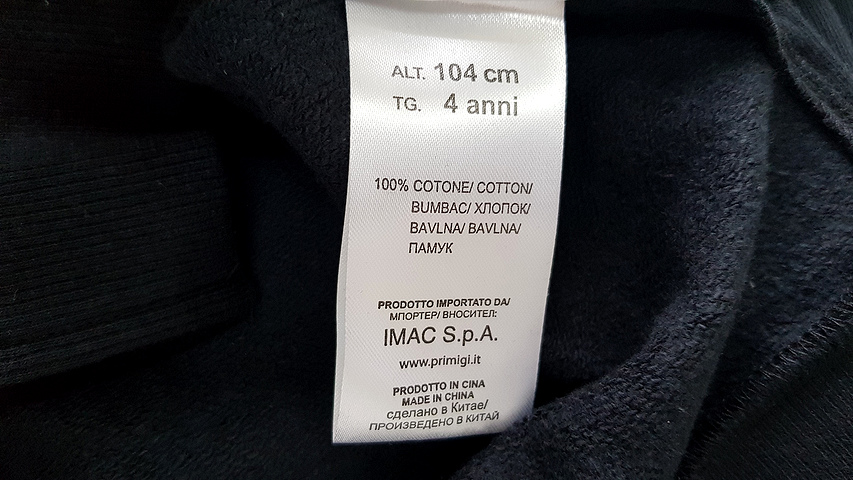 ALT. 104 cm
TG. 4 anni
100% COTONE/ COTTON/
BUMBAC/ ХЛОПОК/
BAVLNA/ BAVLNA/
ПАМУК
PRODOTTO IMPORTATO DA/
МПОРТЕР/ ВНОСИТЕЛ:
IMAC S.p.A.
www.primigi.it
PRODOTTO IN CINA
MADE IN CHINA
сделано в Китае/
ПРОИЗВЕДЕНО В КИТАЙ